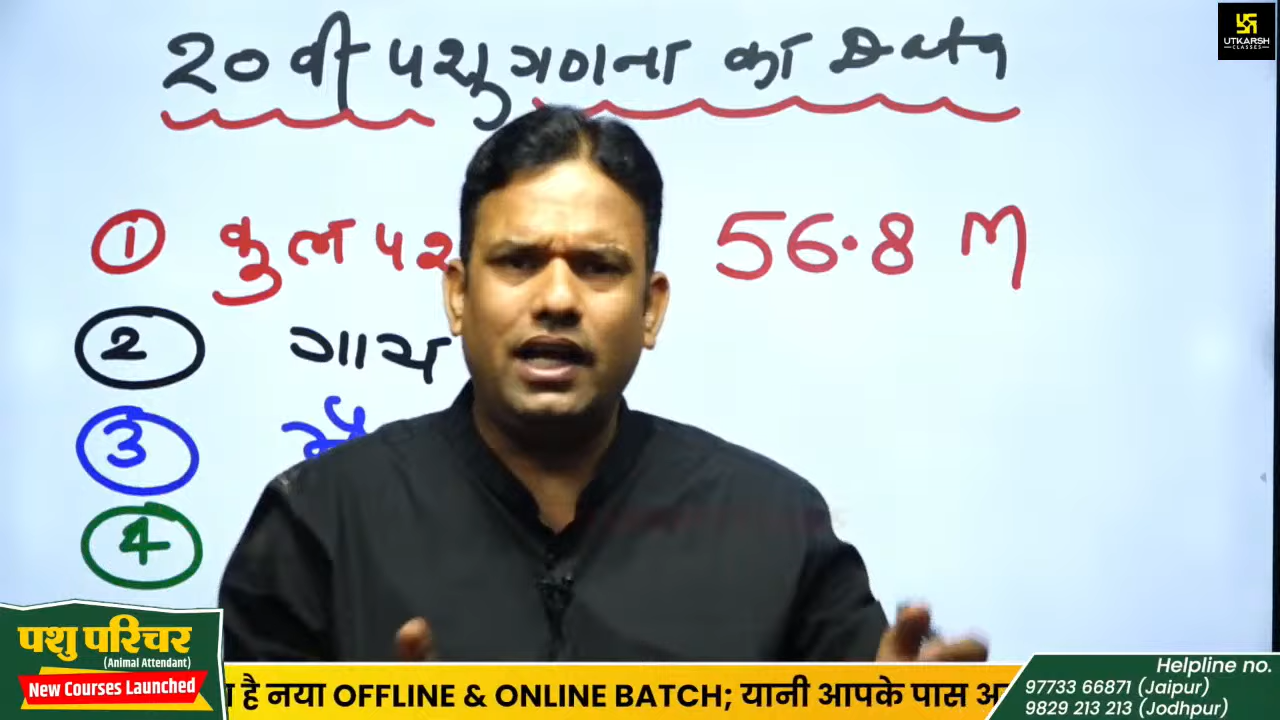 20 वी पशुगणना का Data
UTKARSH
CLASSES
① कुल पश 56.8 M
② गाय
③ भैं
④
पशु परिचर
(Animal Attendant)
New Courses Launched
है नया OFFLINE & ONLINE BATCH; यानी आपके पास
Helpline no.
97733 66871 (Jaipur)
9829 213 213 (Jodhpur)